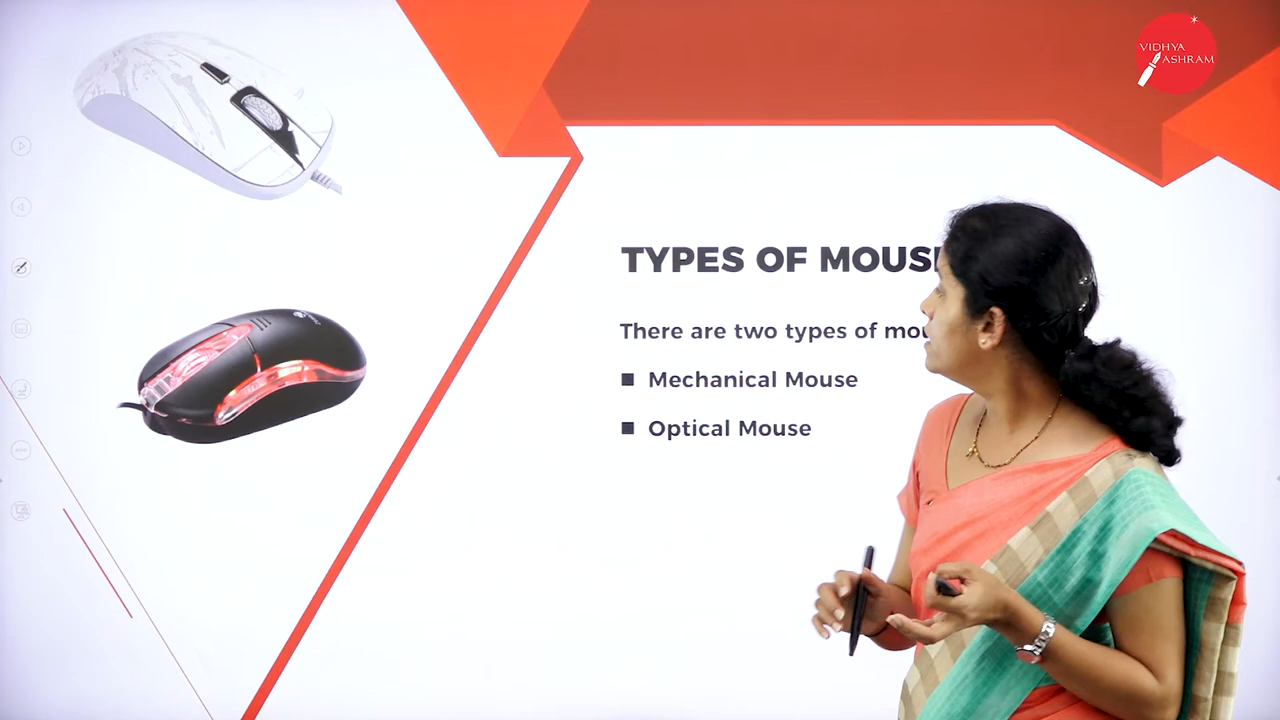 VIDHYA
ASHRAM
TYPES OF MOUS
There are two types of mou
Mechanical Mouse
Optical Mouse